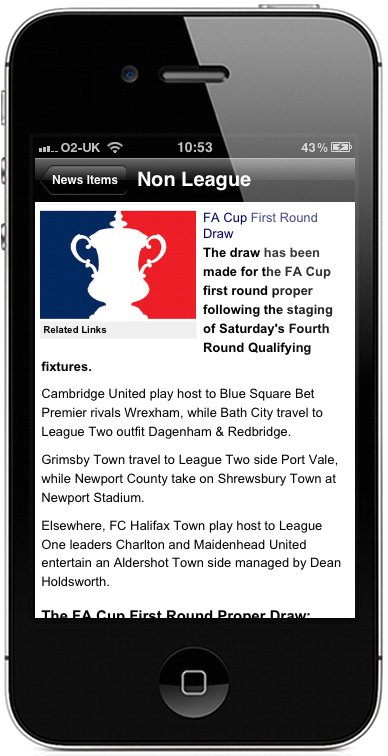 O2-UK 10:53 43%
News Items Non League
FA Cup First Round
Draw
The draw has been
made for the FA Cup
first round proper
following the staging
of Saturday's Fourth
Related Links
Round Qualifying
fixtures.
Cambridge United play host to Blue Square Bet
Premier rivals Wrexham, while Bath City travel to
League Two outfit Dagenham & Redbridge.
Grimsby Town travel to League Two side Port Vale,
while Newport County take on Shrewsbury Town at
Newport Stadium.
Elsewhere, FC Halifax Town play host to League
One leaders Charlton and Maidenhead United
entertain an Aldershot Town side managed by Dean
Holdsworth.
The FA Cup First Round Proper Draw: